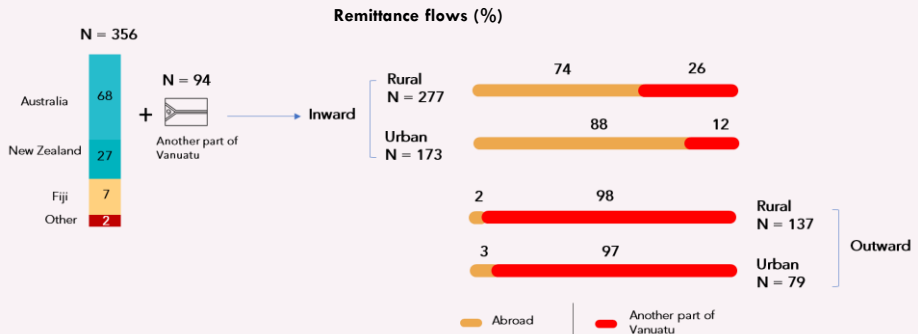 Remittance flows (%)
N = 356
Australia
68
New Zealand
27
Fiji
7
Other
2
+
N = 94
Another part of
Vanuatu
Inward
Rural
N = 277
74
26
Urban
N = 173
88
12
2
98
Rural
N = 137
3
97
Urban
N = 79
Outward
Abroad
Another part of
Vanuatu